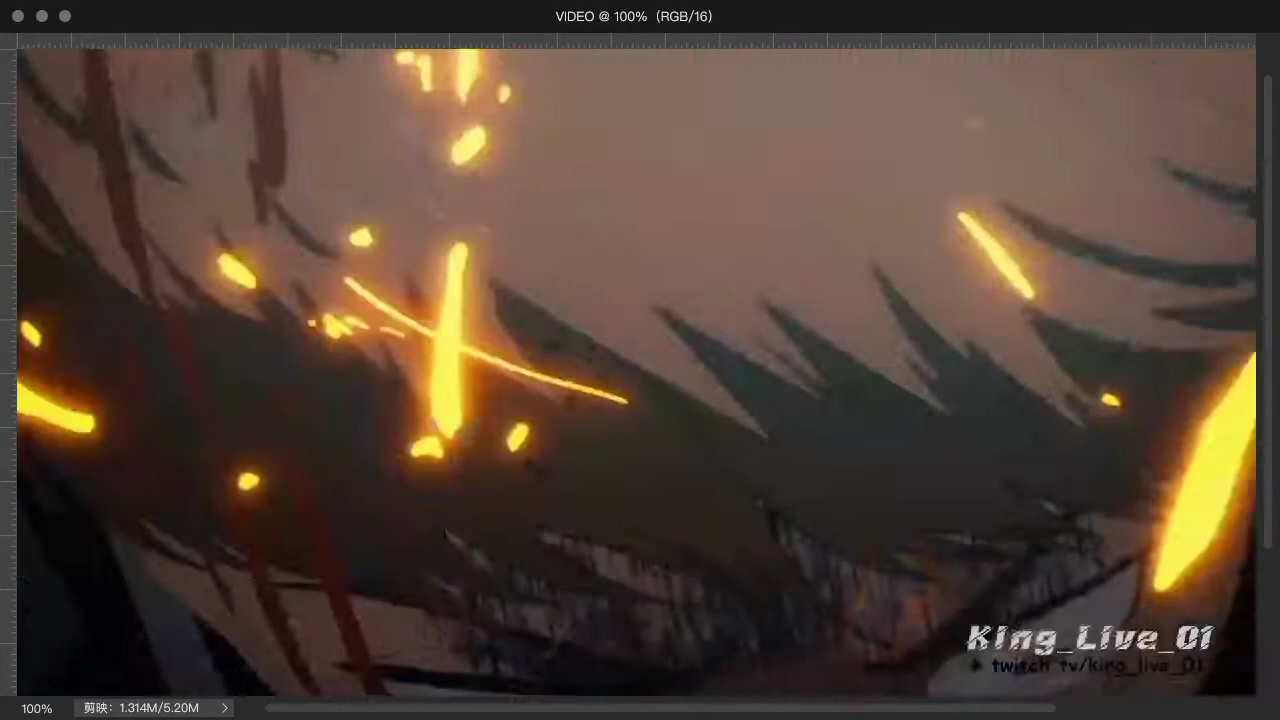 VIDEO @ 100% (RGB/16)
King_Live_01
+ twitch tv/king_live_01
100% 剪映：1.314M/5.20M